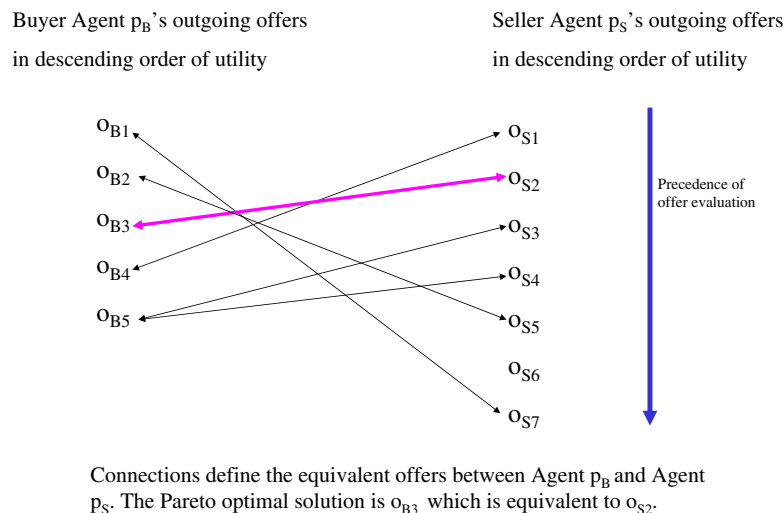 Buyer Agent pB's outgoing offers
in descending order of utility
Seller Agent pS's outgoing offers
in descending order of utility
oB1
oB2
oB3
oB4
oB5
oS1
oS2
oS3
oS4
oS5
oS6
oS7
Precedence of
offer evaluation
Connections define the equivalent offers between Agent pB and Agent
pS. The Pareto optimal solution is oB3 which is equivalent to oS2.